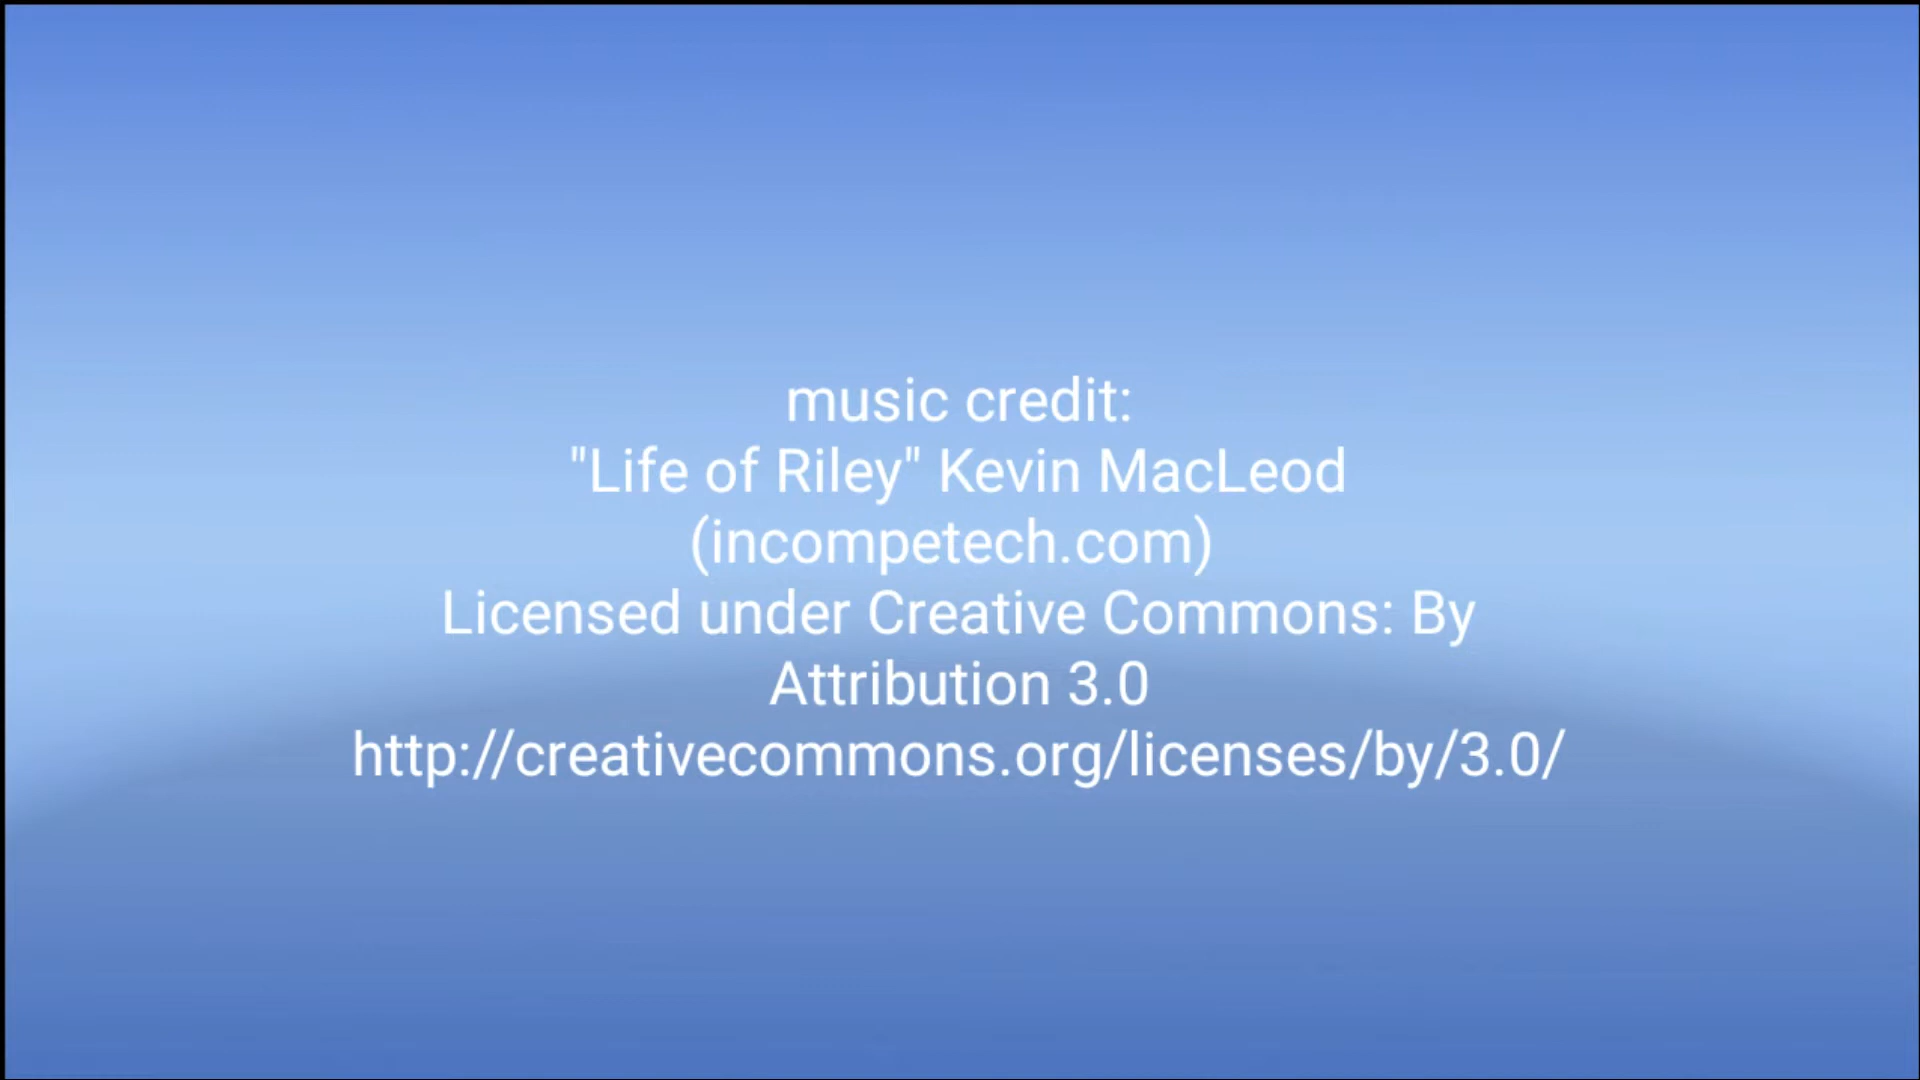 music credit:
"Life of Riley" Kevin MacLeod
(incompetech.com)
Licensed under Creative Commons: By
Attribution 3.0
http://creativecommons.org/licenses/by/3.0/